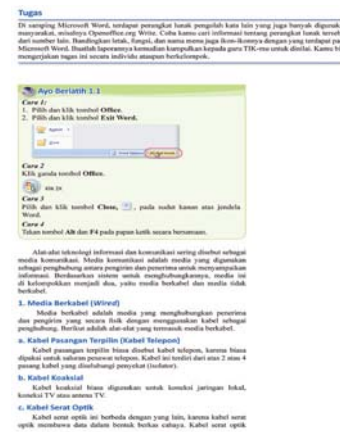 Tugas
Di samping Microsoft Word, terdapat perangkat lunak pengolah kata lain yang juga banyak digunakan
masyarakat, misalnya Openoffice.org Write. Coba kamu cari informasi tentang perangkat lunak tersebut
dari sumber lain. Bandingkan letak, fungsi, dan nama menu juga ikon-ikonnya dengan yang terdapat pada
Microsoft Word. Buatlah laporannya kemudian kumpulkan kepada guru TIK-mu untuk dinilai. Kamu bisa
mengerjakan tugas ini secara individu ataupun berkelompok.
Ayo Berlatih 1.1
Cara 1:
1. Pilih dan klik tombol Office.
2. Pilih dan klik tombol Exit Word.
Cara 2
Klik ganda tombol Office.
Cara 3
Pilih dan klik tombol Close, , pada sudut kanan atas jendela
Word.
Cara 4
Tekan tombol Alt dan F4 pada papan ketik secara bersamaan.
Alat-alat teknologi informasi dan komunikasi sering disebut sebagai
media komunikasi. Media komunikasi adalah media yang digunakan
sebagai penghubung antara pengirim dan penerima untuk menyampaikan
informasi. Berdasarkan sistem untuk menghubungkannya, media ini
di kelompokkan menjadi dua, yaitu media berkabel dan media tidak
berkabel.
1. Media Berkabel (Wired)
Media berkabel adalah media yang menghubungkan penerima
dan pengirim yang secara fisik dengan menggunakan kabel sebagai
penghubung. Berikut adalah alat-alat yang termasuk media berkabel.
a. Kabel Pasangan Terpilin (Kabel Telepon)
Kabel pasangan terpilin biasa disebut kabel telepon, karena biasa
dipakai untuk saluran pesawat telepon. Kabel ini terdiri dari atas 2 atau 4
pasang kabel yang diselubungi penyekat (isolator).
b. Kabel Koaksial
Kabel koaksial biasa digunakan untuk koneksi jaringan lokal,
koneksi TV atau antena TV.
c. Kabel Serat Optik
Kabel serat optik ini berbeda dengan yang lain, karena kabel serat
optik membawa data dalam bentuk berkas cahaya. Kabel serat optik